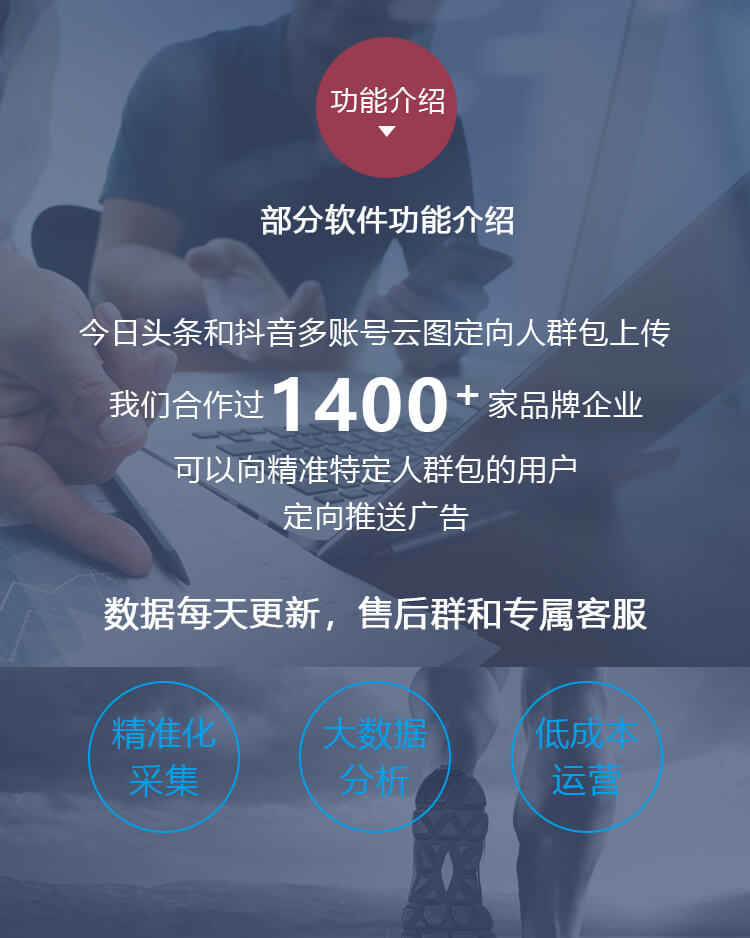 功能介绍
部分软件功能介绍
今日头条和抖音多账号云图定向人群包上传
我们合作过1400+家品牌企业
可以向精准特定人群包的用户
定向推送广告
数据每天更新，售后群和专属客服
精准化 大数据 低成本
采集 分析 运营